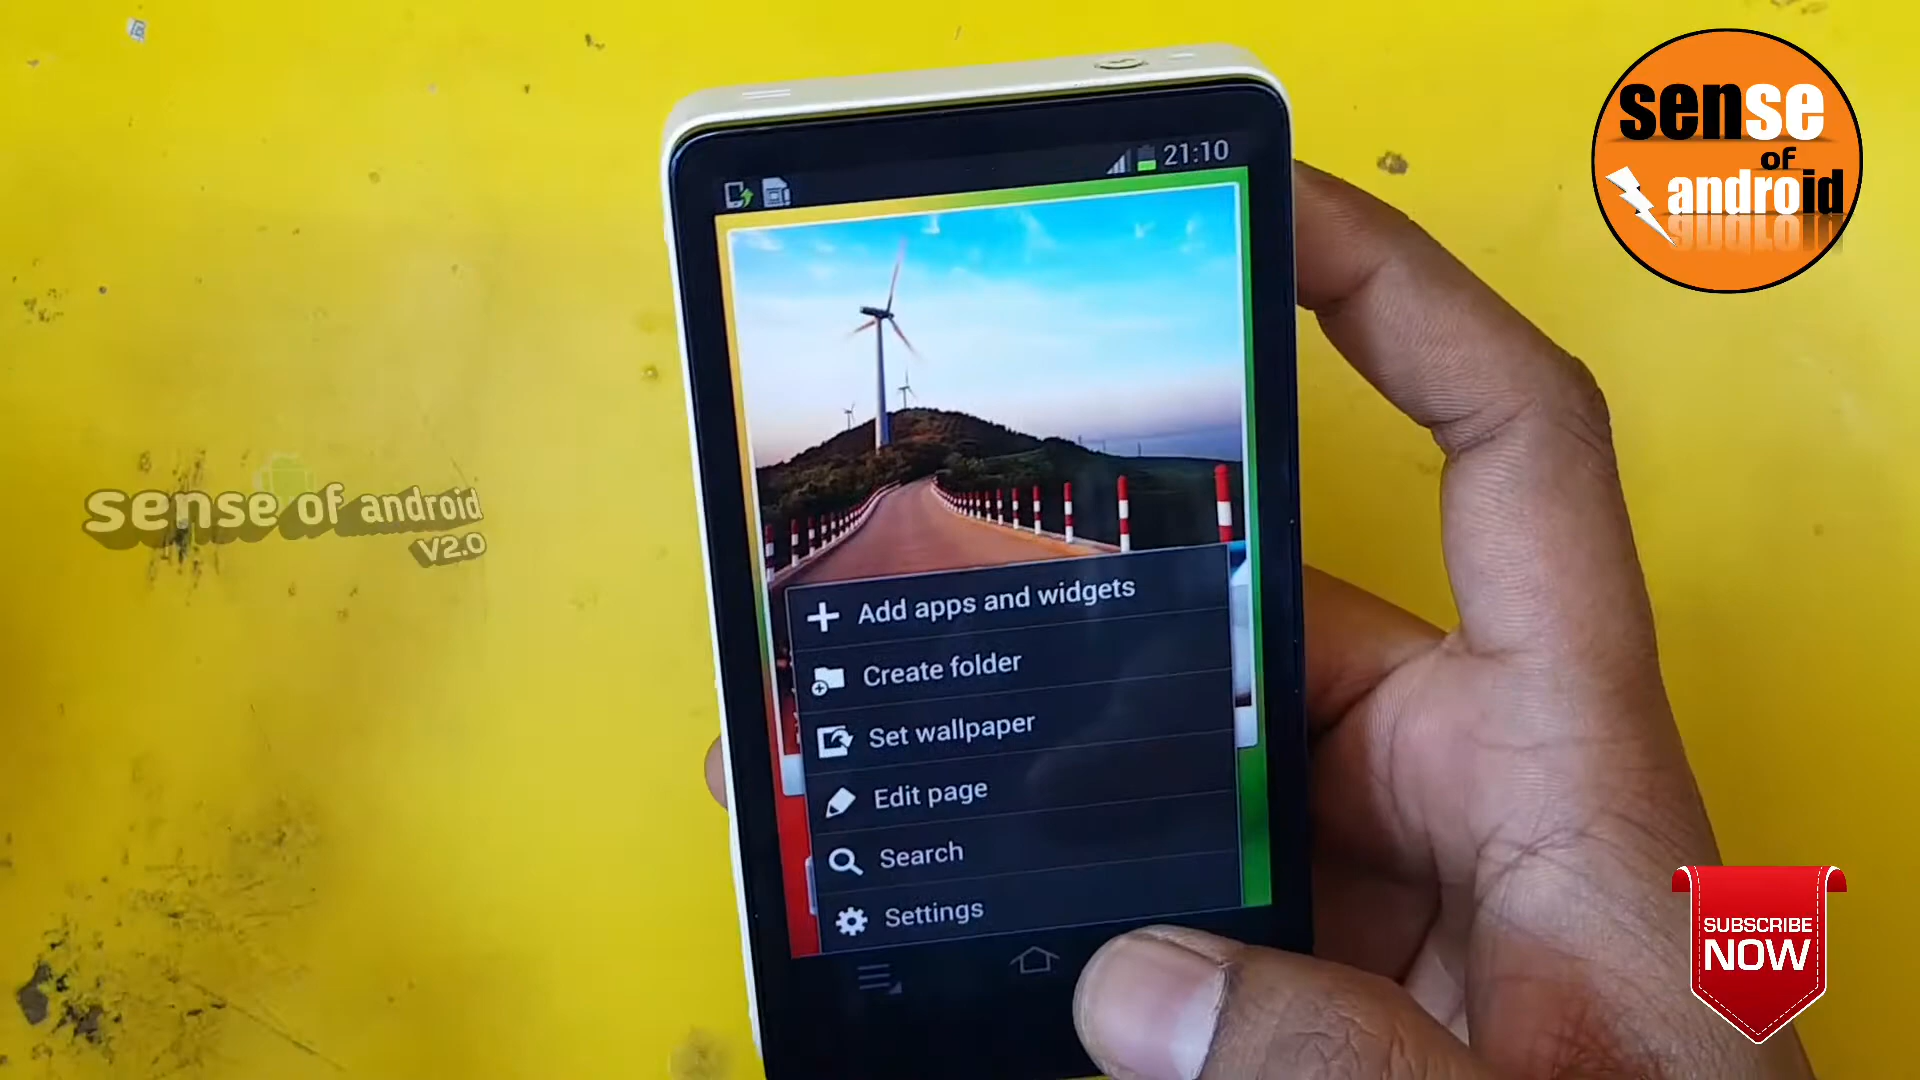 sense
of
android
21:10
sense of android
V2.0
Add apps and widgets
Create folder
Set wallpaper
Edit page
Search
Settings
SUBSCRIBE
NOW